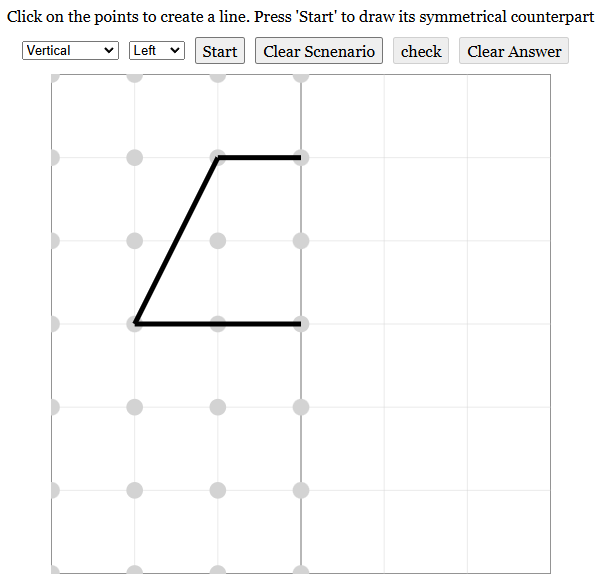 Click on the points to create a line. Press 'Start' to draw its symmetrical counterpart
Vertical Left Start Clear Scnenario check Clear Answer